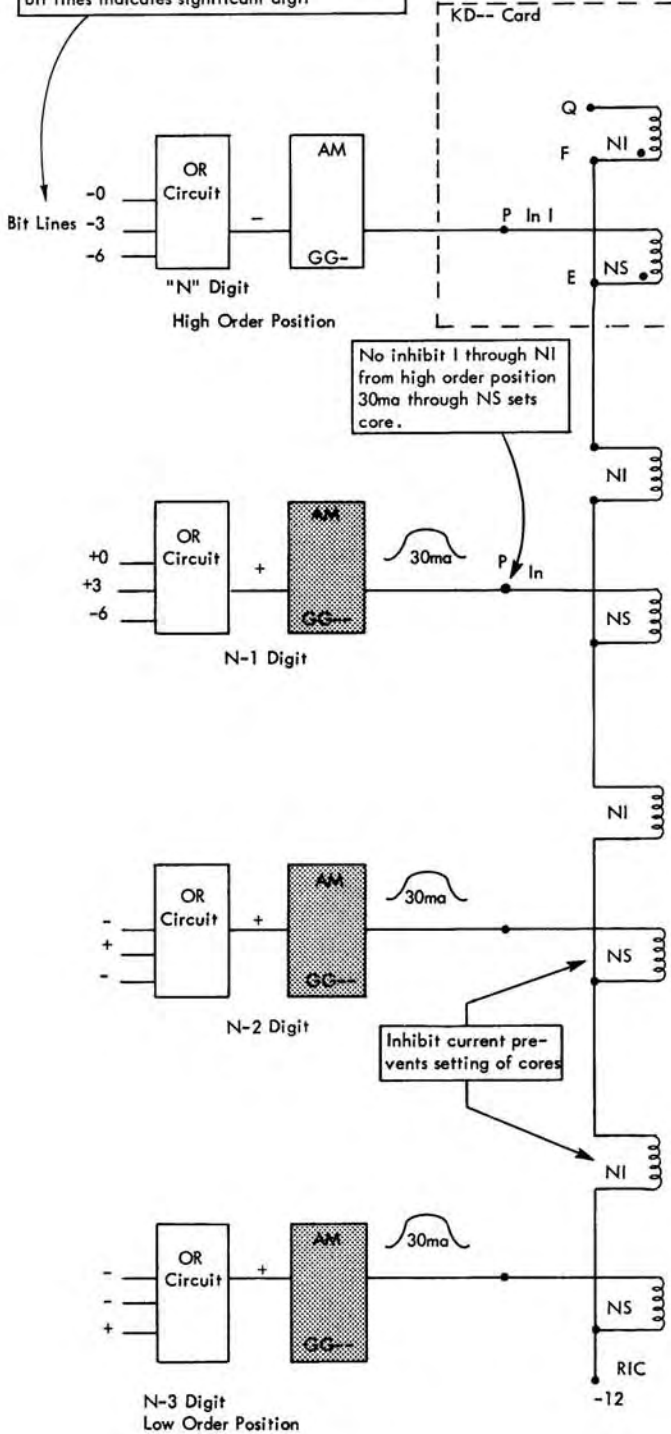 bit lines indicates significant digit
KD-- Card
Q
NI
F
AM
OR
Circuit
-0
Bit Lines -3
-
P In I
-6
GG-
NS
E
"N" Digit
High Order Position
No inhibit I through NI
from high order position
30ma through NS sets
core.
NI
AM
OR
Circuit
+0
30ma
P In
+3
+
-6
GG--
NS
N-1 Digit
NI
AM
OR
Circuit
30ma
-
+
+
-
NS
GG--
N-2 Digit
Inhibit current pre-
vents setting of cores
NI
AM
30ma
OR
Circuit
-
+
-
+
NS
GG--
RIC
-12
N-3 Digit
Low Order Position